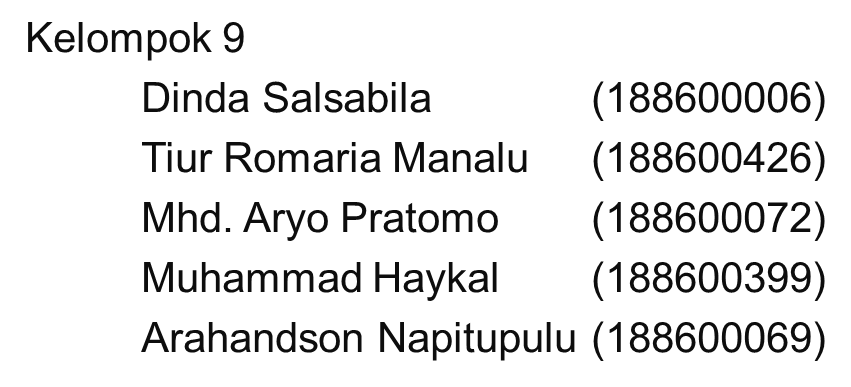 Kelompok 9
Dinda Salsabila (188600006)
Tiur Romaria Manalu (188600426)
Mhd. Aryo Pratomo (188600072)
Muhammad Haykal (188600399)
Arahandson Napitupulu (188600069)